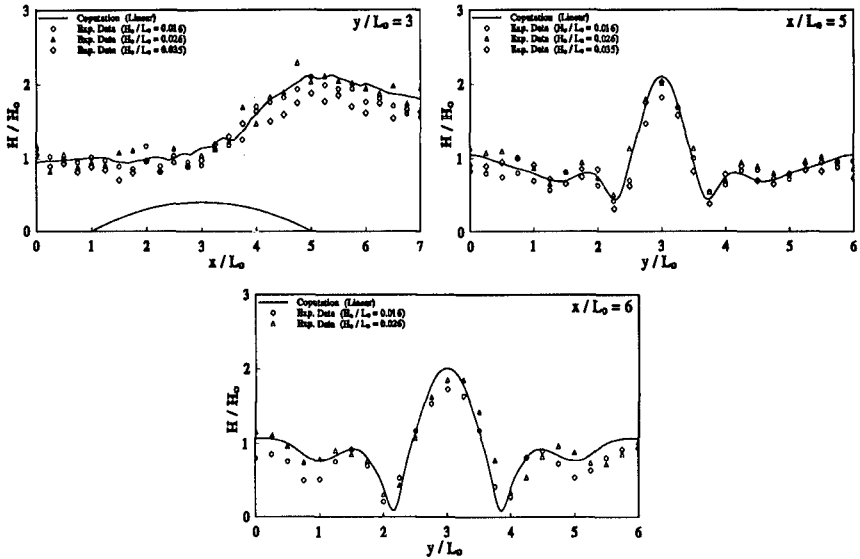 3
Coputation (Linear)
Exp. Data (H₀ / L₀ = 0.016)
Exp. Data (H₀ / L₀ = 0.026)
Exp. Data (H₀ / L₀ = 0.035)
y / L₀ = 3
2
H / H₀
1
0
0 1 2 3 4 5 6 7
x / L₀
3
Coputation (Linear)
Exp. Data (H₀ / L₀ = 0.016)
Exp. Data (H₀ / L₀ = 0.026)
Exp. Data (H₀ / L₀ = 0.035)
x / L₀ = 5
2
H / H₀
1
0
0 1 2 3 4 5 6
y / L₀
3
Coputation (Linear)
Exp. Data (H₀ / L₀ = 0.016)
Exp. Data (H₀ / L₀ = 0.026)
x / L₀ = 6
2
H / H₀
1
0
0 1 2 3 4 5 6
y / L₀